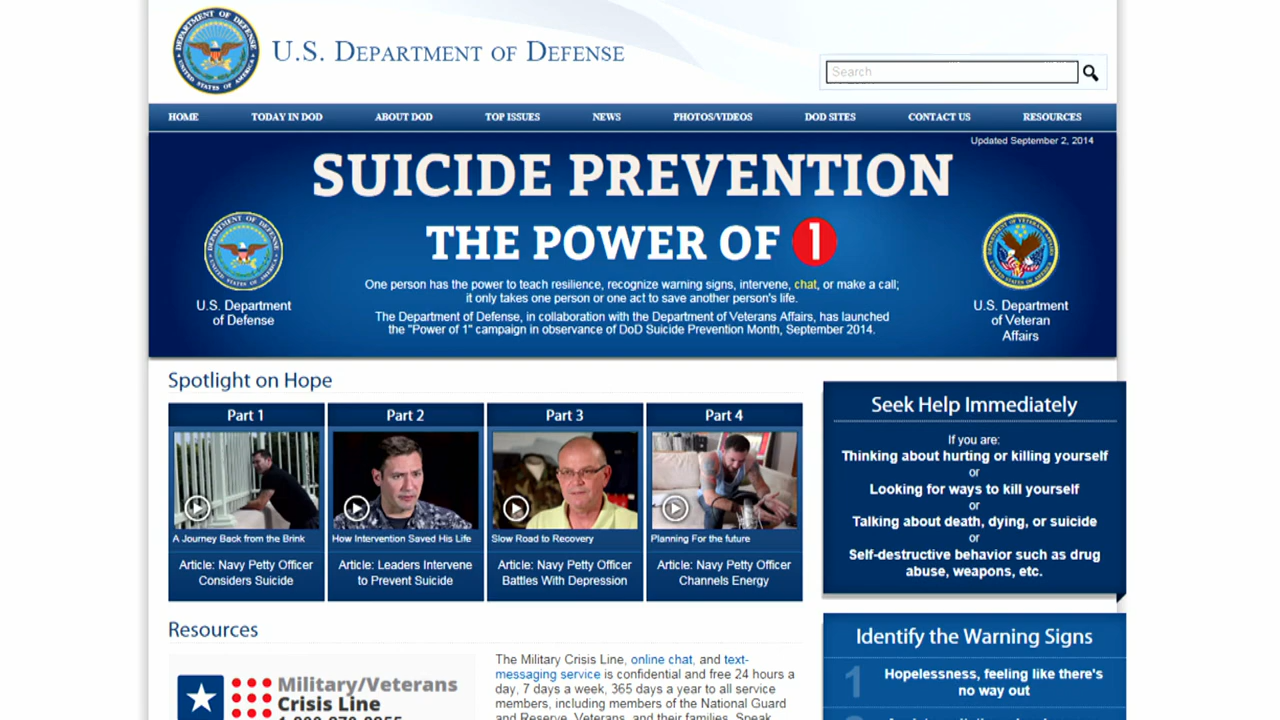 U.S. DEPARTMENT OF DEFENSE
Search
HOME
TODAY IN DOD
ABOUT DOD
TOP ISSUES
NEWS
PHOTOS/VIDEOS
DOD SITES
CONTACT US
RESOURCES
Updated September 2, 2014
SUICIDE PREVENTION
THE POWER OF 1
One person has the power to teach resilience, recognize warning signs, intervene, chat, or make a call;
it only takes one person or one act to save another person's life.
The Department of Defense, in collaboration with the Department of Veterans Affairs, has launched
the "Power of 1" campaign in observance of DoD Suicide Prevention Month, September 2014.
U.S. Department
of Defense
U.S. Department
of Veteran
Affairs
Spotlight on Hope
Part 1
A Journey Back from the Brink
Article: Navy Petty Officer
Considers Suicide
Part 2
How Intervention Saved His Life
Article: Leaders Intervene
to Prevent Suicide
Part 3
Slow Road to Recovery
Article: Navy Petty Officer
Battles With Depression
Part 4
Planning For the future
Article: Navy Petty Officer
Channels Energy
Seek Help Immediately
If you are:
Thinking about hurting or killing yourself
or
Looking for ways to kill yourself
or
Talking about death, dying, or suicide
or
Self-destructive behavior such as drug
abuse, weapons, etc.
Resources
Military/Veterans
Crisis Line
The Military Crisis Line, online chat, and text-
messaging service is confidential and free 24 hours a
day, 7 days a week, 365 days a year to all service
members, including members of the National Guard
and Reserve, Veterans, and their families. Speak
Identify the Warning Signs
1
Hopelessness, feeling like there's
no way out